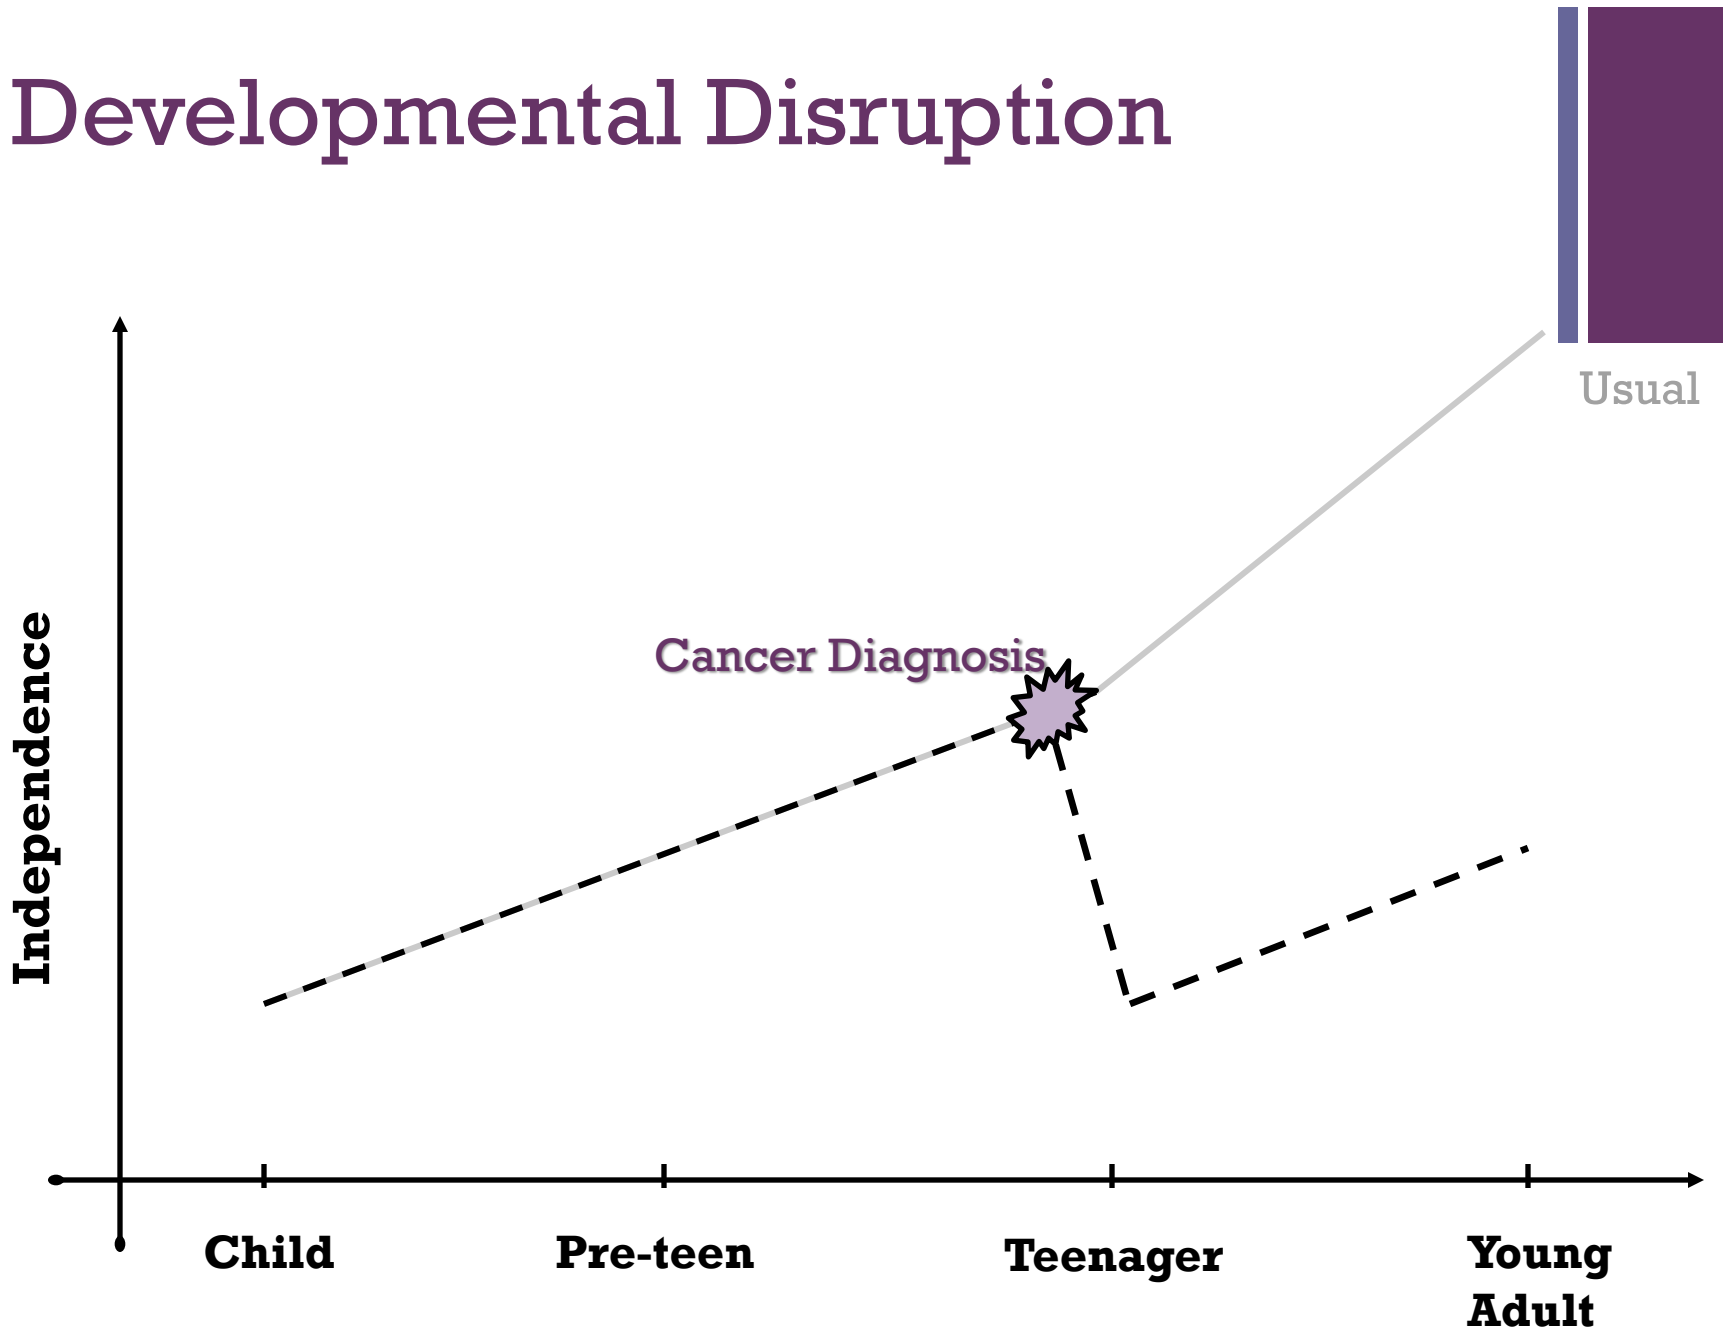 Developmental Disruption
Usual
Cancer Diagnosis
Independence
Child
Pre-teen
Teenager
Young
Adult